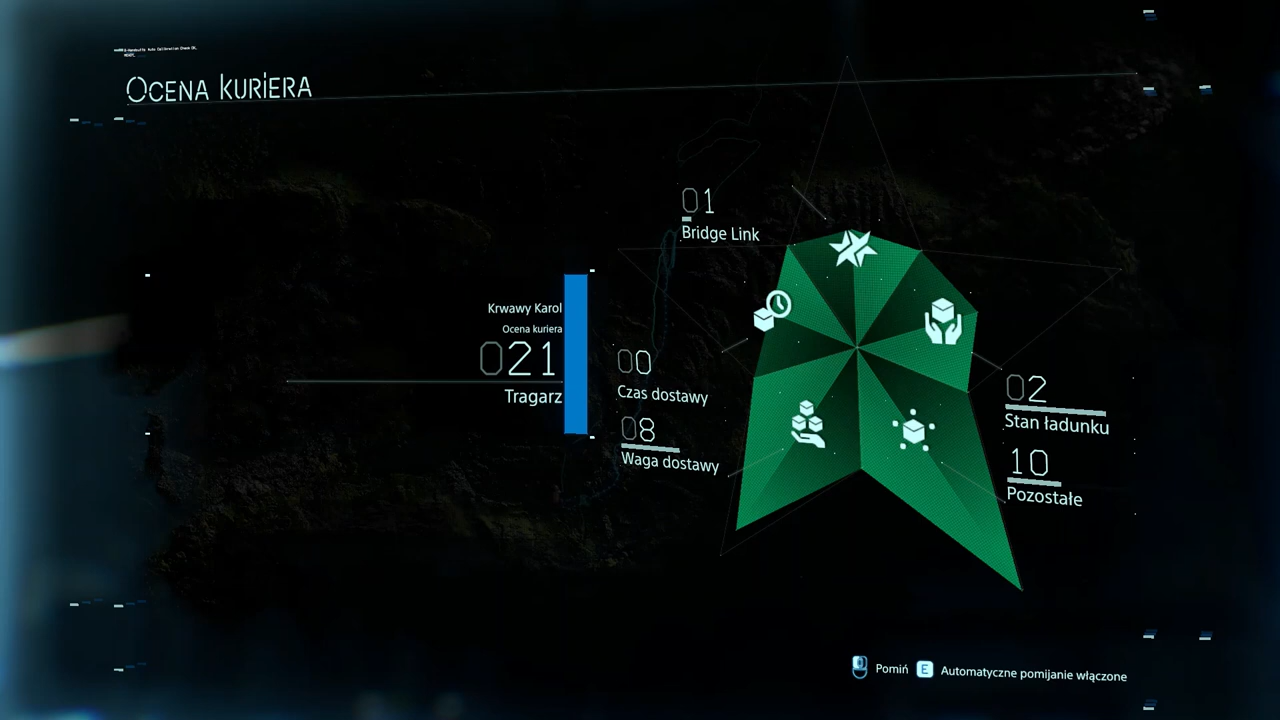 Ocena kuriera
01
Bridge Link
Krwawy Karol
Ocena kuriera
021
Tragarz
00
Czas dostawy
08
Waga dostawy
02
Stan ładunku
10
Pozostałe
Pomiń
E
Automatyczne pomijanie włączone